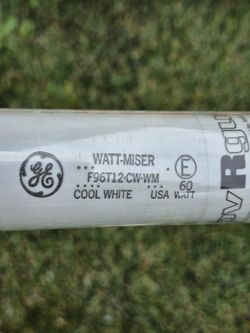 GE
WATT-MISER
F96T12·CW·WM
COOL WHITE
E
60
USA WATT